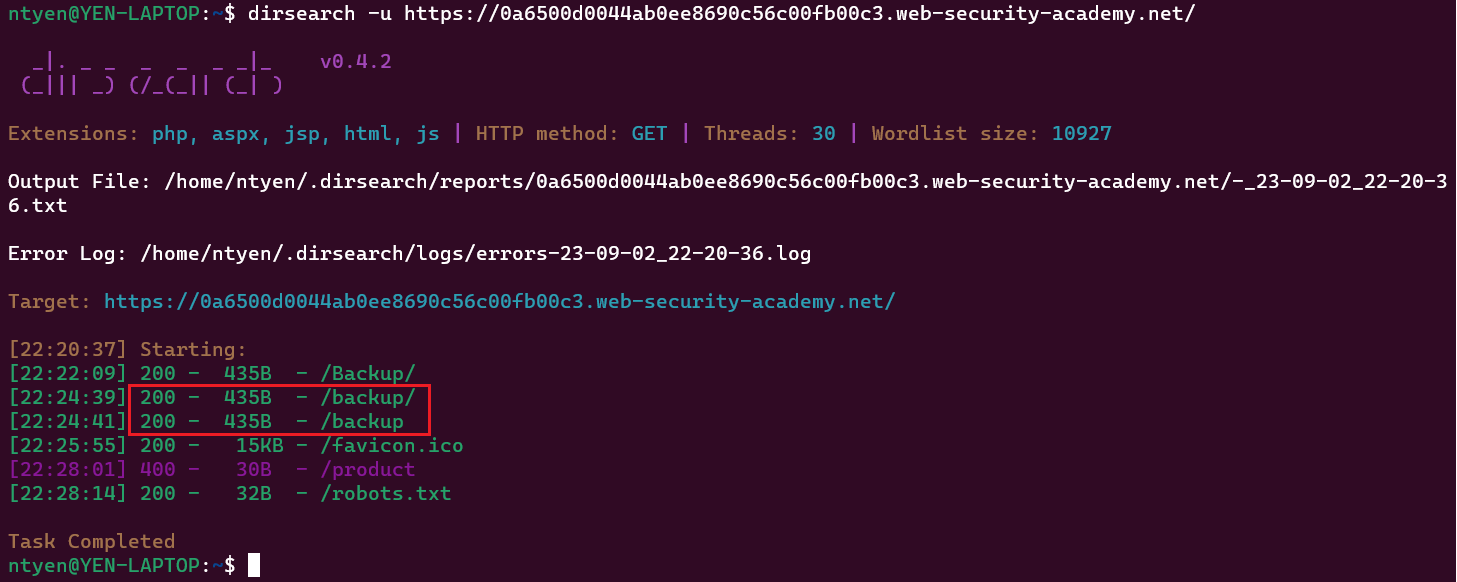 ntyen@YEN-LAPTOP:~$ dirsearch -u https://0a6500d0044ab0ee8690c56c00fb00c3.web-security-academy.net/
  _|. _ _  _  _  _ _|_    v0.4.2
 (_||| _) (/_(_|| (_| )
Extensions: php, aspx, jsp, html, js | HTTP method: GET | Threads: 30 | Wordlist size: 10927
Output File: /home/ntyen/.dirsearch/reports/0a6500d0044ab0ee8690c56c00fb00c3.web-security-academy.net/-_23-09-02_22-20-3
6.txt
Error Log: /home/ntyen/.dirsearch/logs/errors-23-09-02_22-20-36.log
Target: https://0a6500d0044ab0ee8690c56c00fb00c3.web-security-academy.net/
[22:20:37] Starting:
[22:22:09] 200 -  435B  - /Backup/
[22:24:39] 200 -  435B  - /backup/
[22:24:41] 200 -  435B  - /backup
[22:25:55] 200 -   15KB - /favicon.ico
[22:28:01] 400 -   30B  - /product
[22:28:14] 200 -   32B  - /robots.txt
Task Completed
ntyen@YEN-LAPTOP:~$